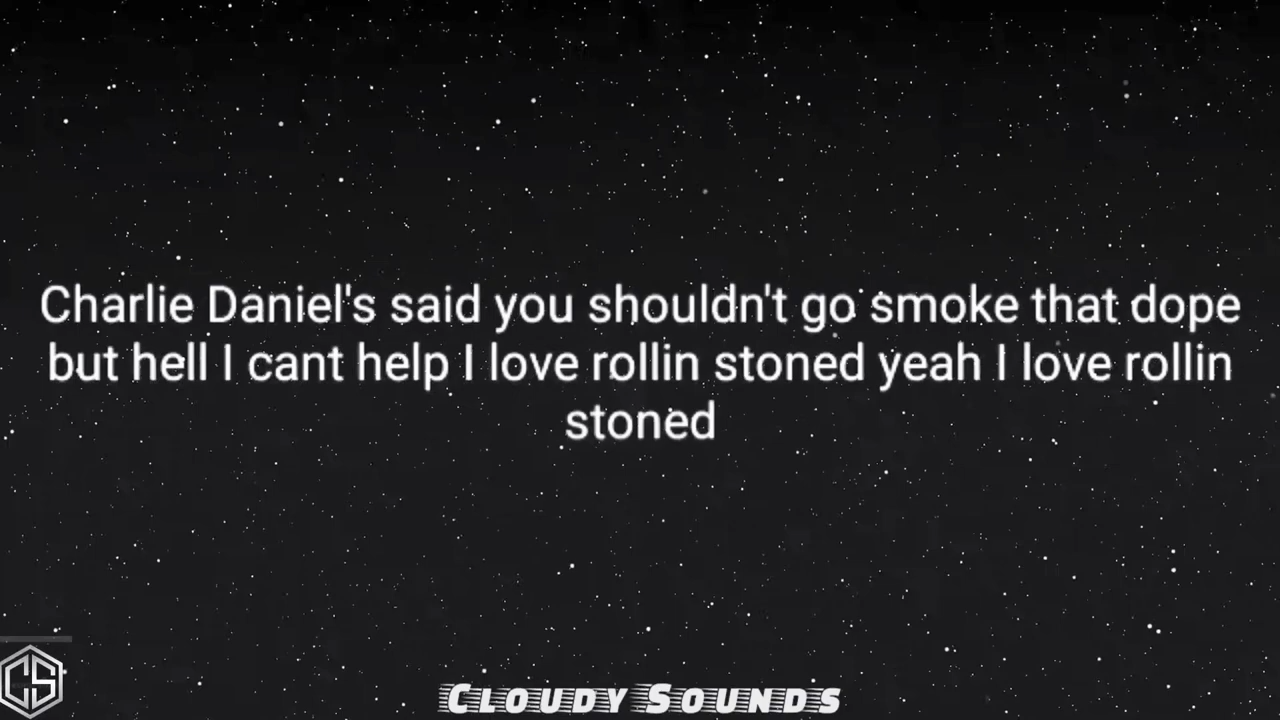 Charlie Daniel's said you shouldn't go smoke that dope
but hell I cant help I love rollin stoned yeah I love rollin
stoned
CS
CLOUDY SOUNDS